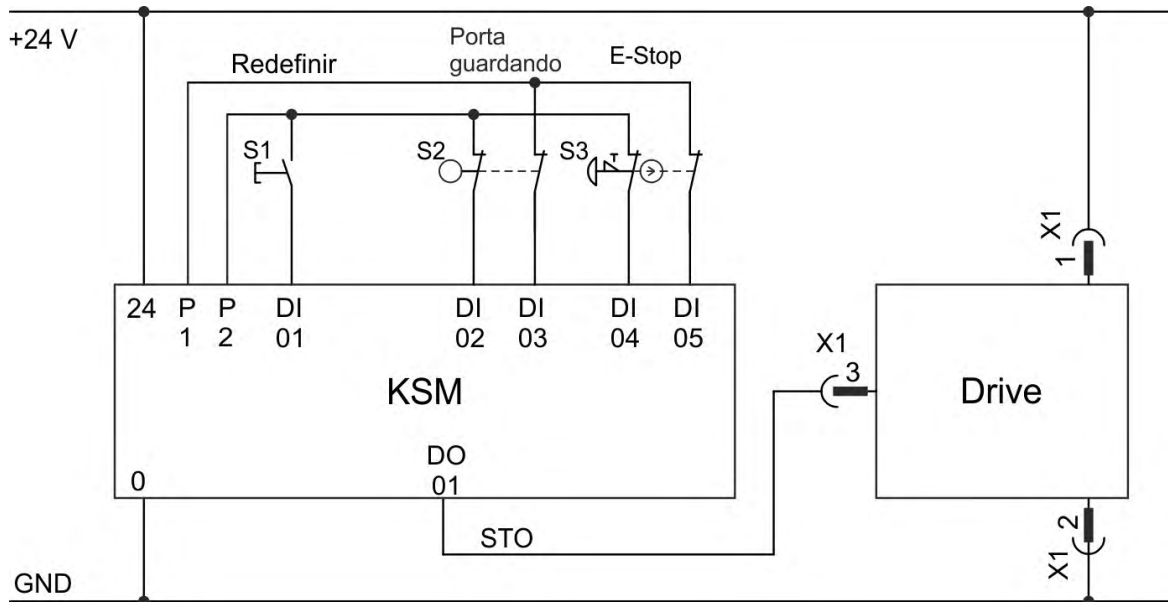 +24 V
Redefinir
Porta
guardando
E-Stop
S1
S2
S3
X1
1
24 P P DI DI DI DI DI
1 2 01 02 03 04 05
X1
3
KSM
Drive
DO
0 01
STO
2
X1
GND